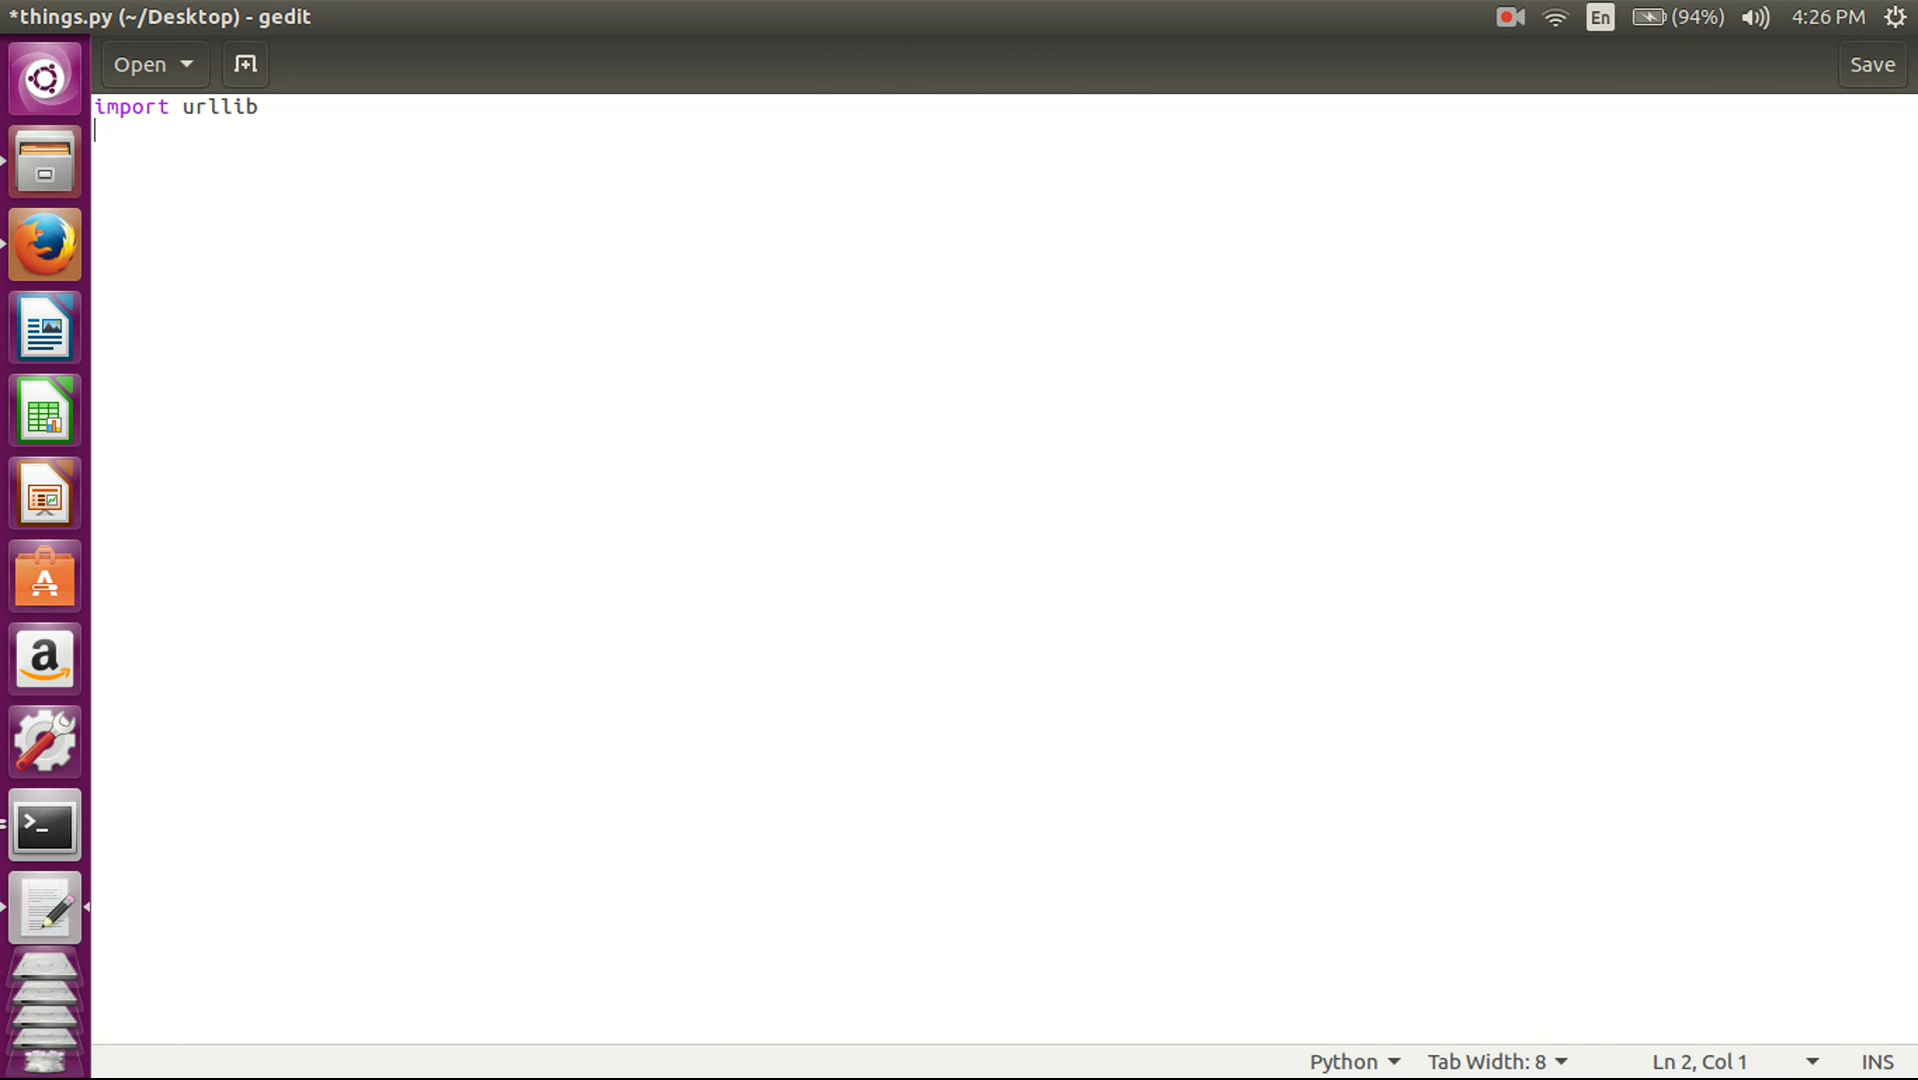 *things.py (~/Desktop) - gedit
En
(94%)
4:26 PM
Open
Save
import urllib
A
a
>_
Python
Tab Width: 8
Ln 2, Col 1
INS